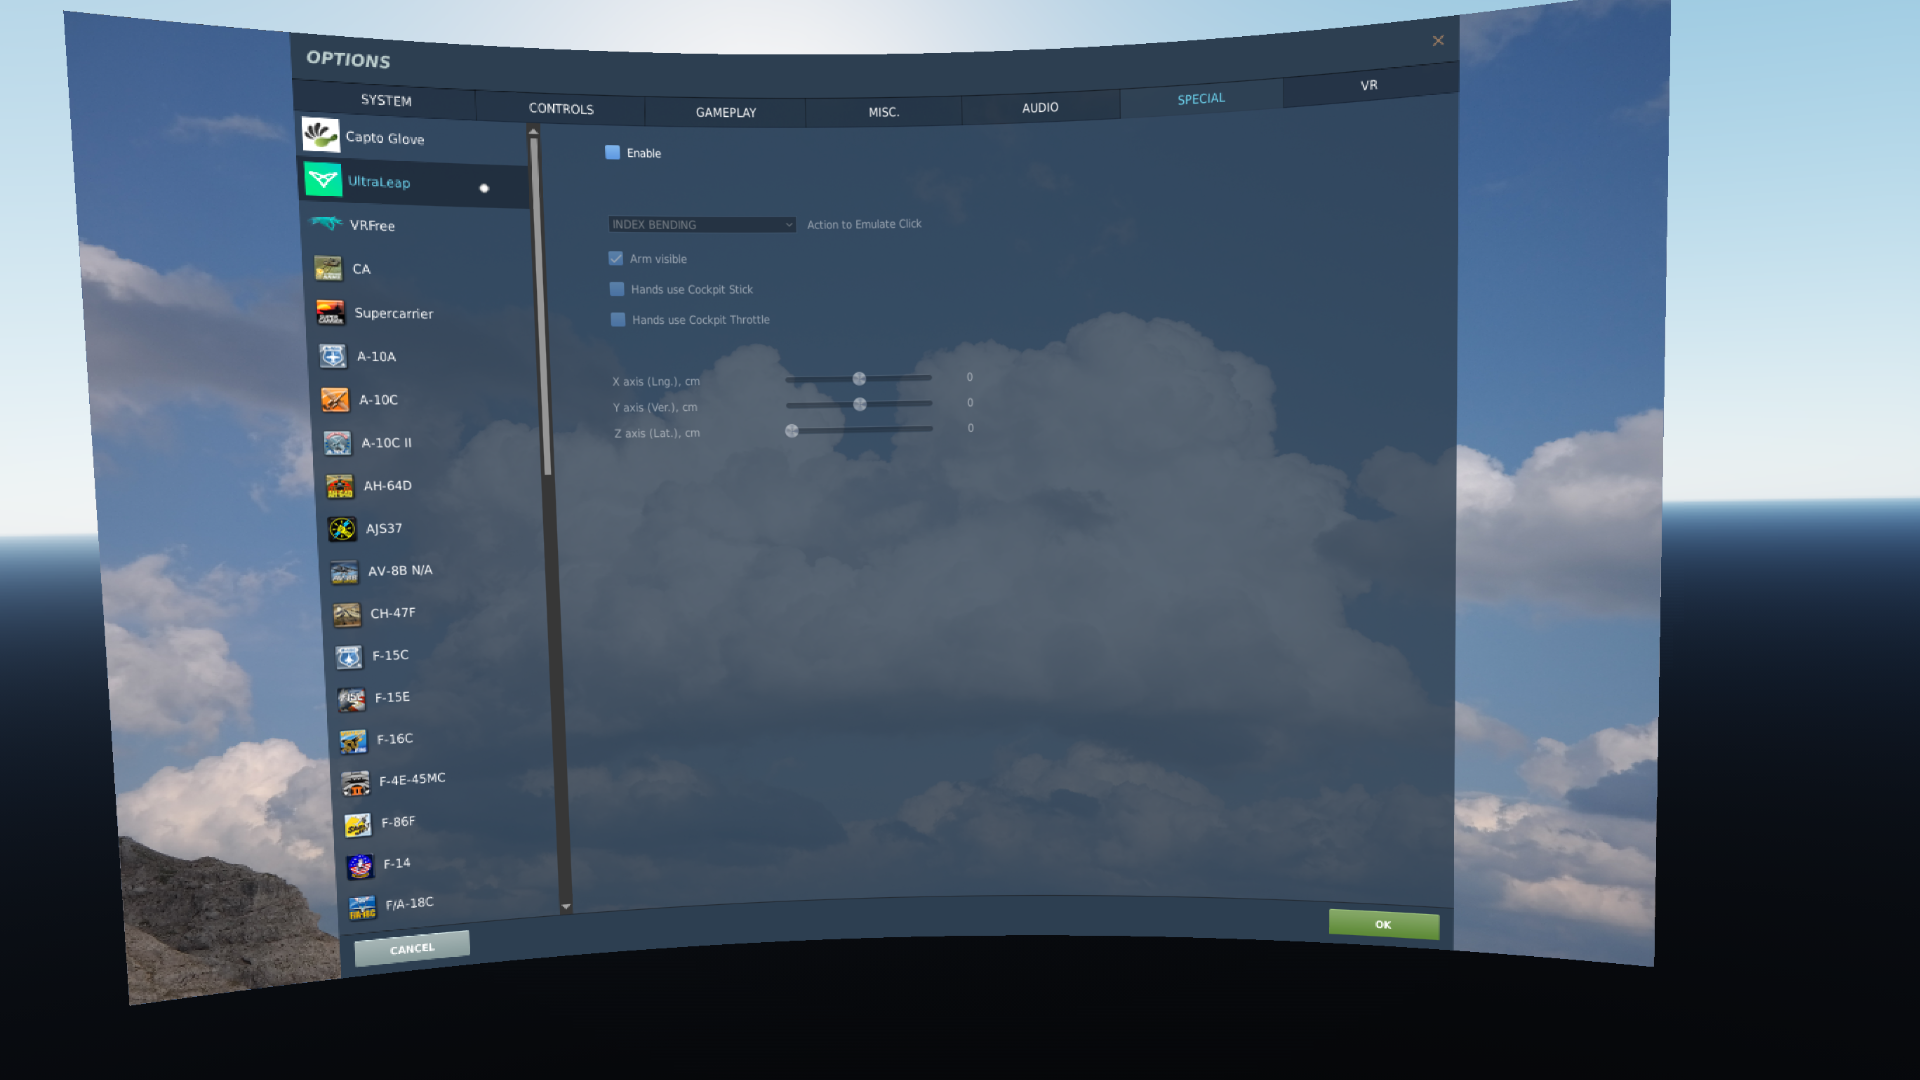 OPTIONS
SYSTEM
CONTROLS
GAMEPLAY
MISC.
AUDIO
SPECIAL
VR
Capto Glove
UltraLeap
VRFree
CA
Supercarrier
A-10A
A-10C
A-10C II
AH-64D
AJS37
AV-8B N/A
CH-47F
F-15C
F-15E
F-16C
F-4E-45MC
F-86F
F-14
F/A-18C
Enable
INDEX BENDING
Action to Emulate Click
Arm visible
Hands use Cockpit Stick
Hands use Cockpit Throttle
X axis (Lng.), cm 0
Y axis (Ver.), cm 0
Z axis (Lat.), cm 0
CANCEL
OK